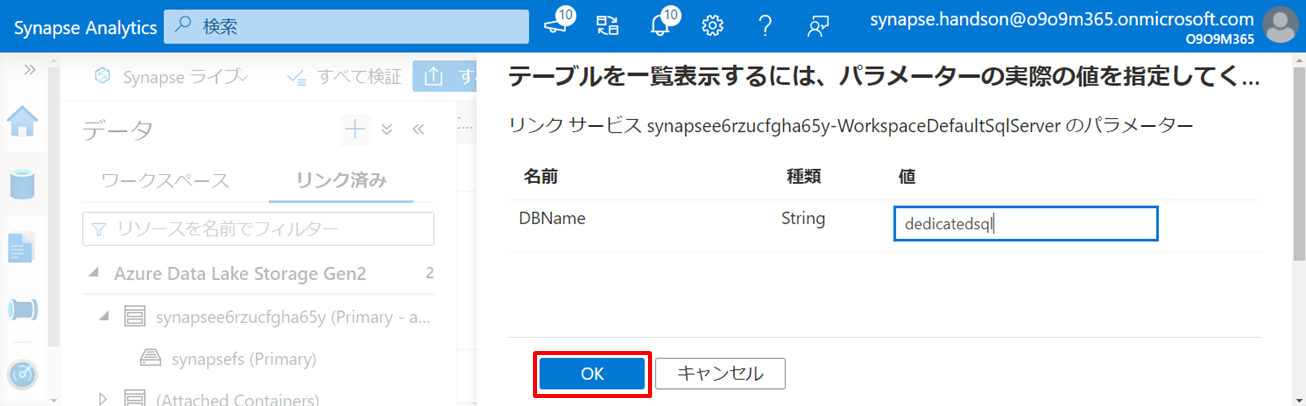 Synapse Analytics
検索
10
10
synapse.handson@o9o9m365.onmicrosoft.com
O9O9M365
Synapse ライブ
すべて検証
データ
ワークスペース
リンク済み
リソースを名前でフィルター
Azure Data Lake Storage Gen2 2
synapsee6rzucfgha65y (Primary - a...
synapsefs (Primary)
(Attached Containers)
テーブルを一覧表示するには、パラメーターの実際の値を指定してく...
リンク サービス synapsee6rzucfgha65y-WorkspaceDefaultSqlServer のパラメーター
名前 種類 値
DBName String dedicatedsql
OK キャンセル